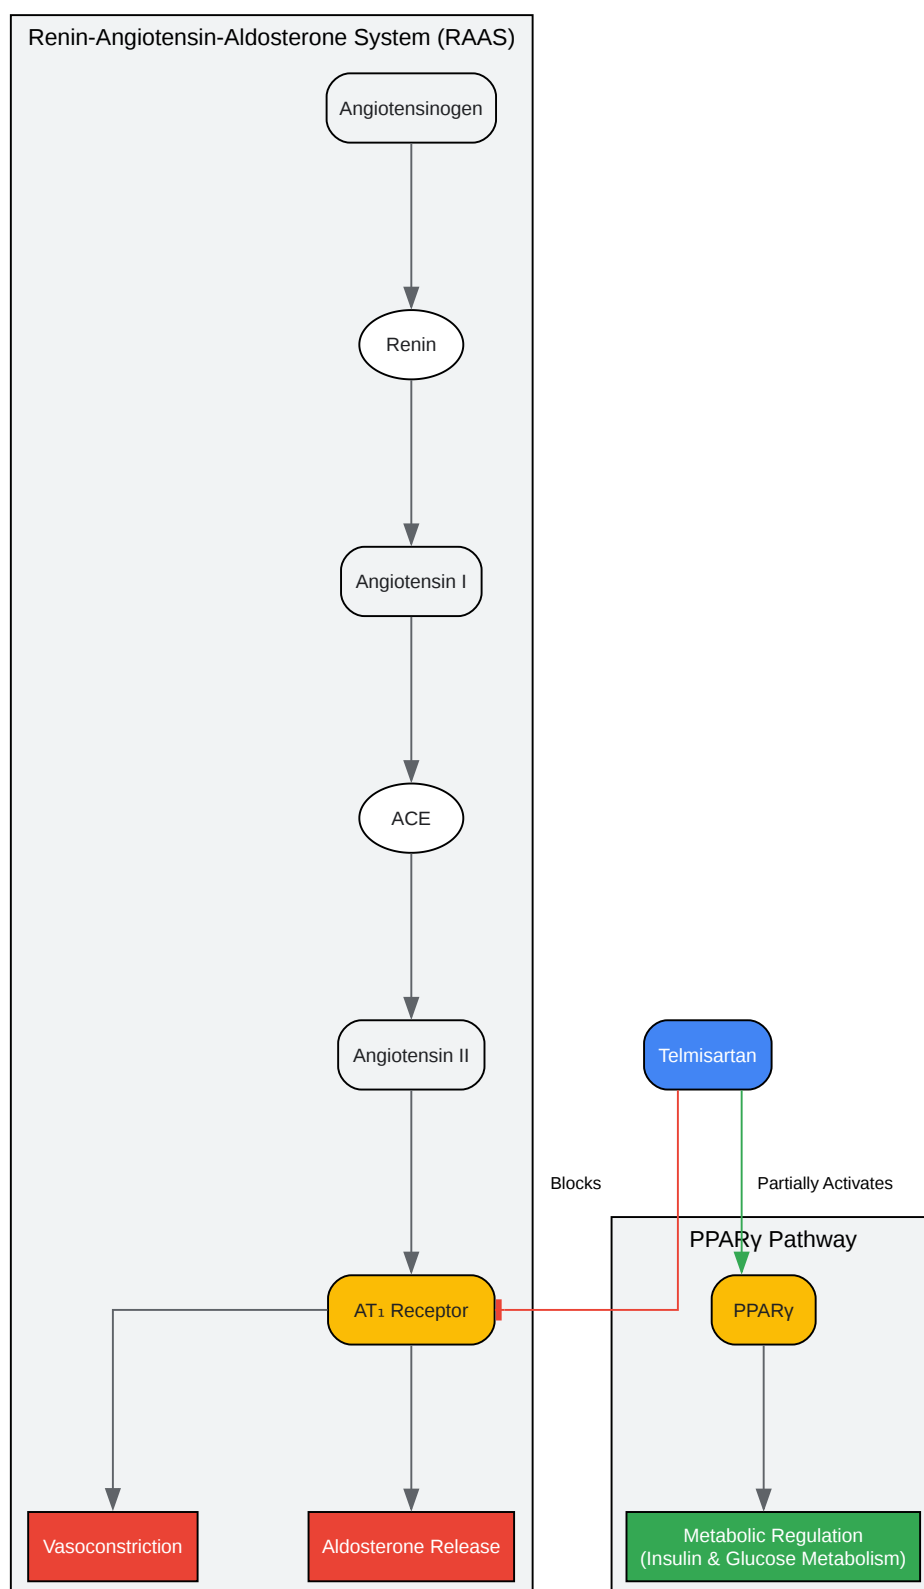 Renin-Angiotensin-Aldosterone System (RAAS)
Angiotensinogen
Renin
Angiotensin I
ACE
Angiotensin II
Telmisartan
Blocks
Partially Activates
PPARγ Pathway
AT₁ Receptor
PPARγ
Vasoconstriction
Aldosterone Release
Metabolic Regulation
(Insulin & Glucose Metabolism)